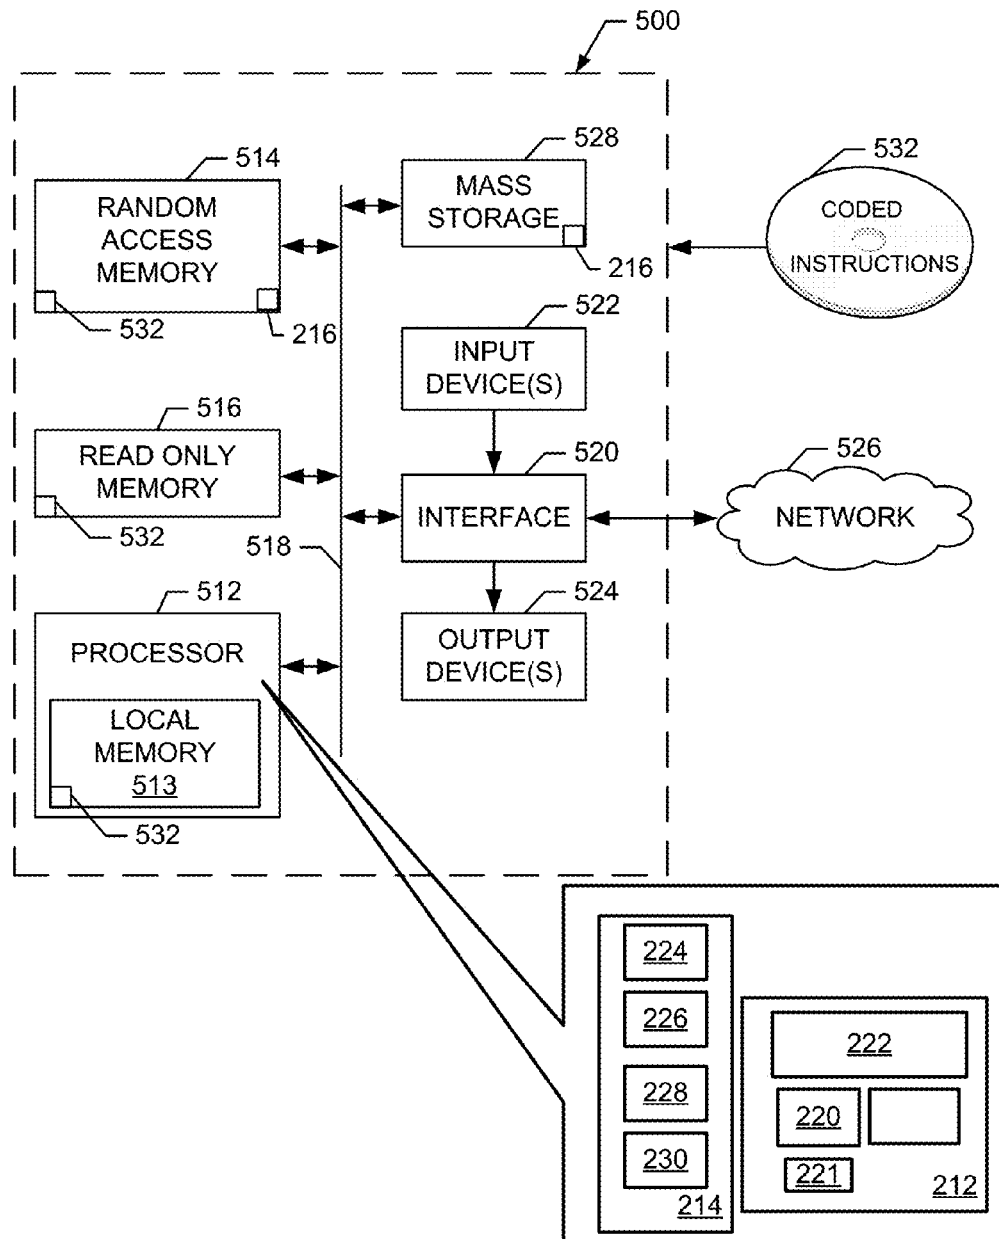 500
514
RANDOM
ACCESS
MEMORY
532
216
528
MASS
STORAGE
216
532
CODED
INSTRUCTIONS
522
INPUT
DEVICE(S)
516
READ ONLY
MEMORY
532
520
INTERFACE
526
NETWORK
518
512
PROCESSOR
LOCAL
MEMORY
513
532
524
OUTPUT
DEVICE(S)
224
226
228
230
214
222
220
221
212